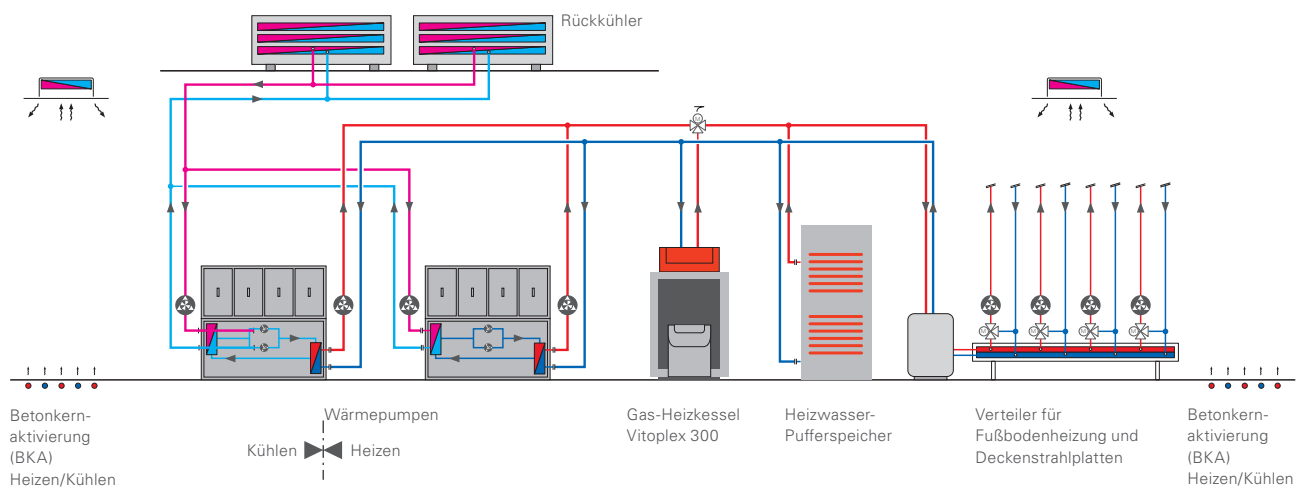 Rückkühler
M
M
M
M
M
Betonkern-
aktivierung
(BKA)
Heizen/Kühlen
Wärmepumpen
Kühlen
Heizen
Gas-Heizkessel
Vitoplex 300
Heizwasser-
Pufferspeicher
Verteiler für
Fußbodenheizung und
Deckenstrahlplatten
Betonkern-
aktivierung
(BKA)
Heizen/Kühlen